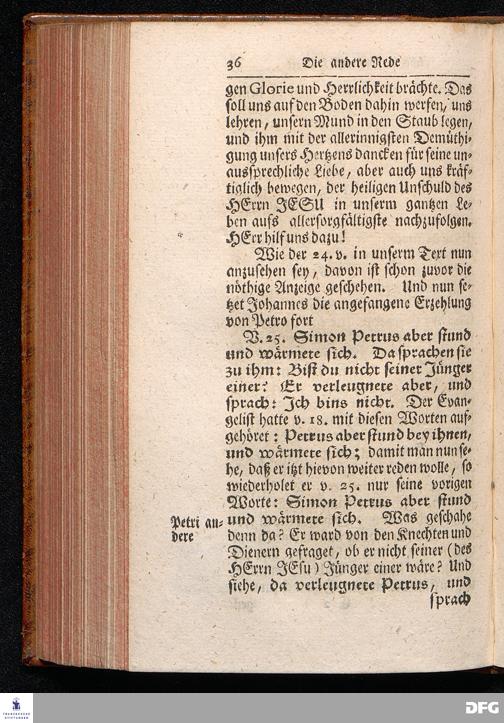 36 Die andere Rede
gen Glorie und Herrlichkeit brächte. Das
soll uns auf den Boden dahin werfen, uns
lehren, unsern Mund in den Staub legen,
und ihm mit der allerinnigsten Demüthi-
gung unsers Hertzens dancken für seine un-
aussprechliche Liebe, aber auch uns kräf-
tiglich bewegen, der heiligen Unschuld des
HErrn JESU in unserm gantzen Le-
ben aufs allersorgfältigste nachzufolgen.
HErr hilf uns dazu!
Wie der 24. v. in unserm Text nun
anzusehen sey, davon ist schon zuvor die
nöthige Anzeige geschehen. Und nun se-
tzet Johannes die angefangene Erzehlung
von Petro fort
V. 25. Simon Petrus aber stund
und wärmete sich. Da sprachen sie
zu ihm: Bist du nicht seiner Jünger
einer? Er verleugnete aber, und
sprach: Ich bins nicht. Der Evan-
gelist hatte v. 18. mit diesen Worten auf-
gehöret: Petrus aber stund bey ihnen,
und wärmete sich; damit man nun se-
he, daß er itzt hievon weiter reden wolle, so
wiederholet er v. 25. nur seine vorigen
Worte: Simon Petrus aber stund
und wärmete sich. Was geschahe
Petri an-
dere
denn da? Er ward von den Knechten und
Dienern gefraget, ob er nicht seiner (des
HErrn JEsu) Jünger einer wäre? Und
siehe, da verleugnete Petrus, und
sprach
FRANCKESCHE
STIFTUNGEN
DFG